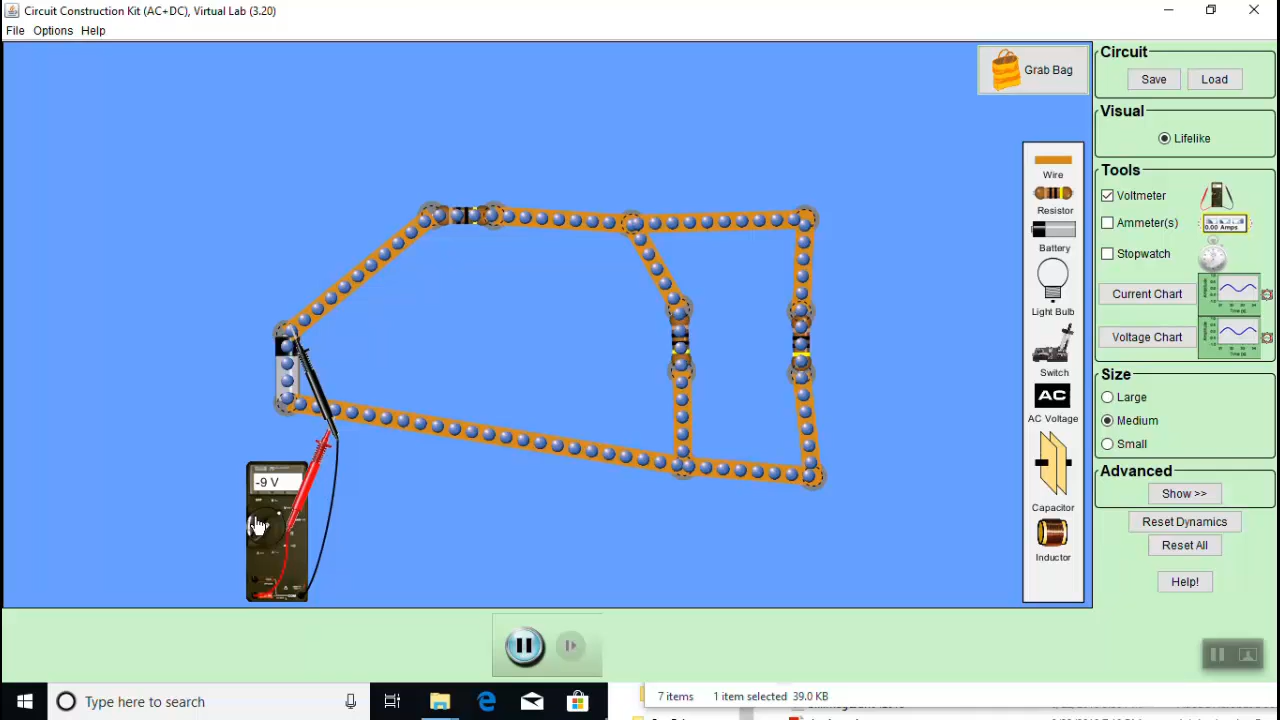 Circuit Construction Kit (AC+DC), Virtual Lab (3.20)
File Options Help
Grab Bag
Wire
Resistor
Battery
Light Bulb
Switch
AC
AC Voltage
Capacitor
Inductor
-9 V
Circuit
Save Load
Visual
Lifelike
Tools
Voltmeter
Ammeter(s)
0.00 Amps
Stopwatch
Current Chart
Voltage Chart
Size
Large
Medium
Small
Advanced
Show >>
Reset Dynamics
Reset All
Help!
Type here to search
7 items 1 item selected 39.0 KB